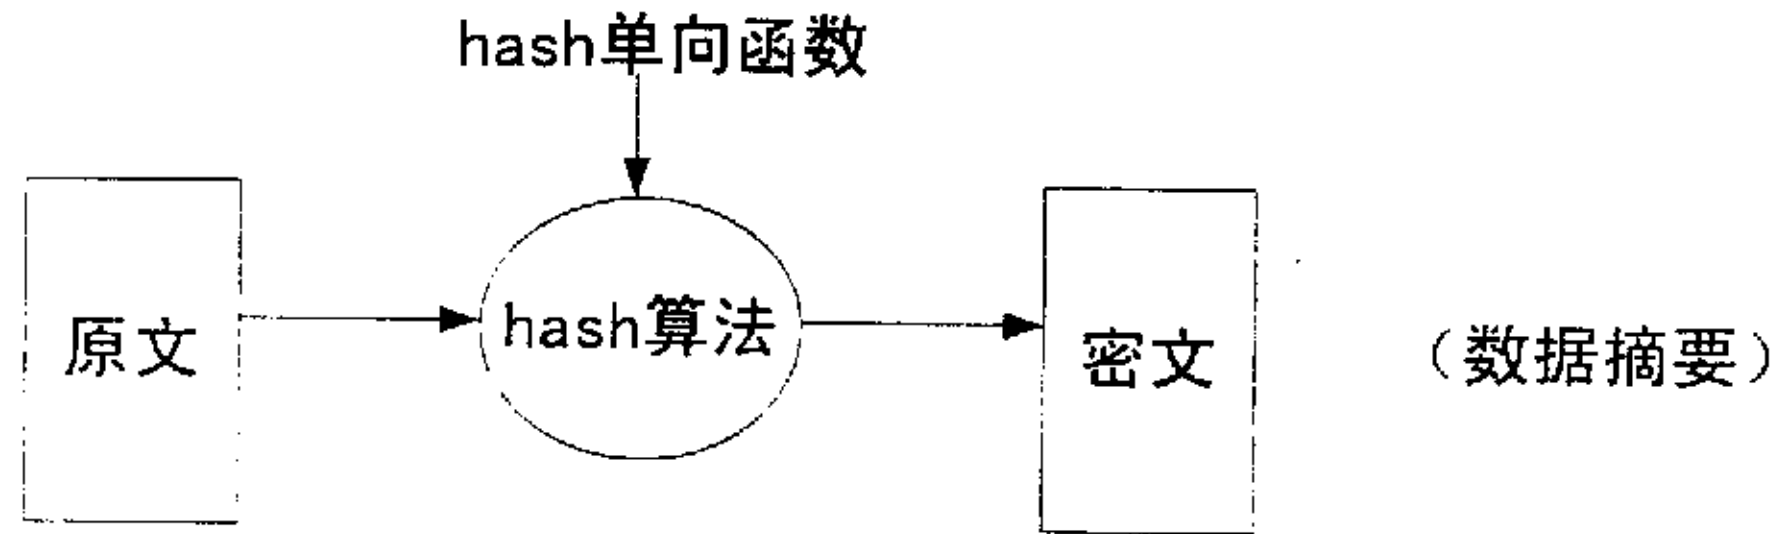 hash单向函数
原文
hash算法
密文
（数据摘要）